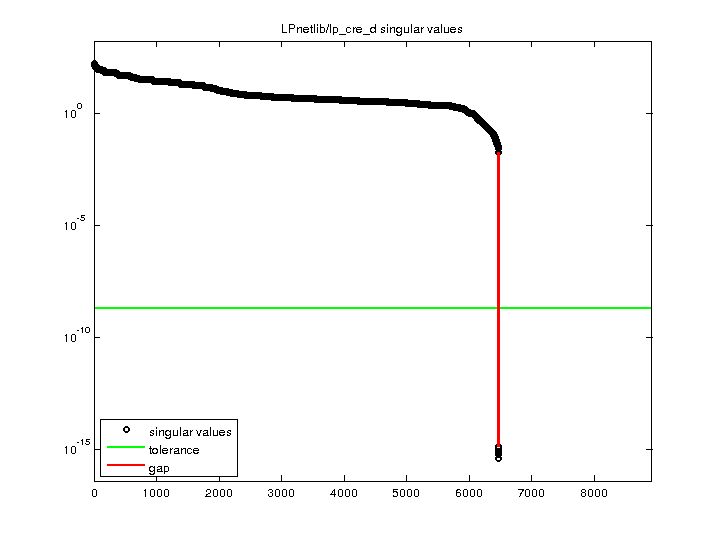 LPnetlib/lp_cre_d singular values
10^0
10^-5
10^-10
10^-15
singular values
tolerance
gap
0 1000 2000 3000 4000 5000 6000 7000 8000